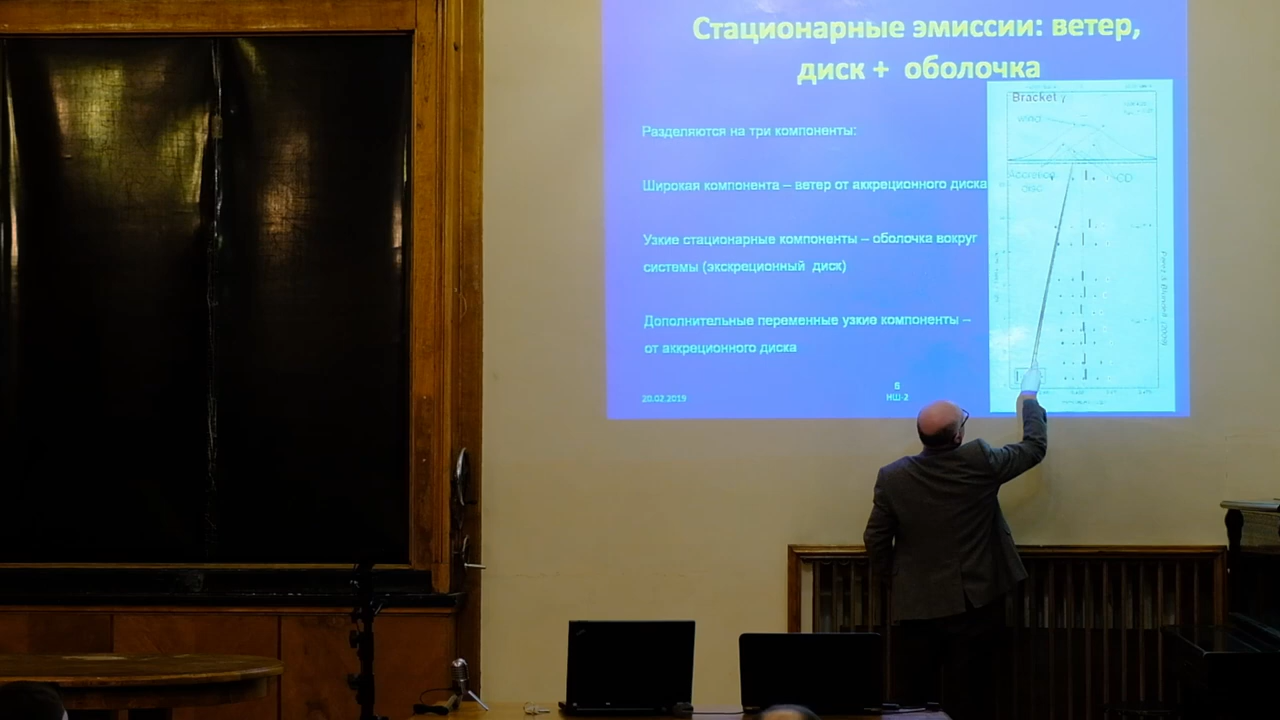 Стационарные эмиссии: ветер,
диск + оболочка
Разделяются на три компоненты:
Широкая компонента – ветер от аккреционного диска
Узкие стационарные компоненты – оболочка вокруг
системы (экскреционный диск)
Дополнительные переменные узкие компоненты –
от аккреционного диска
20.02.2019
6
НШ-2
Bracket γ
wind
Accretion
disc
CD